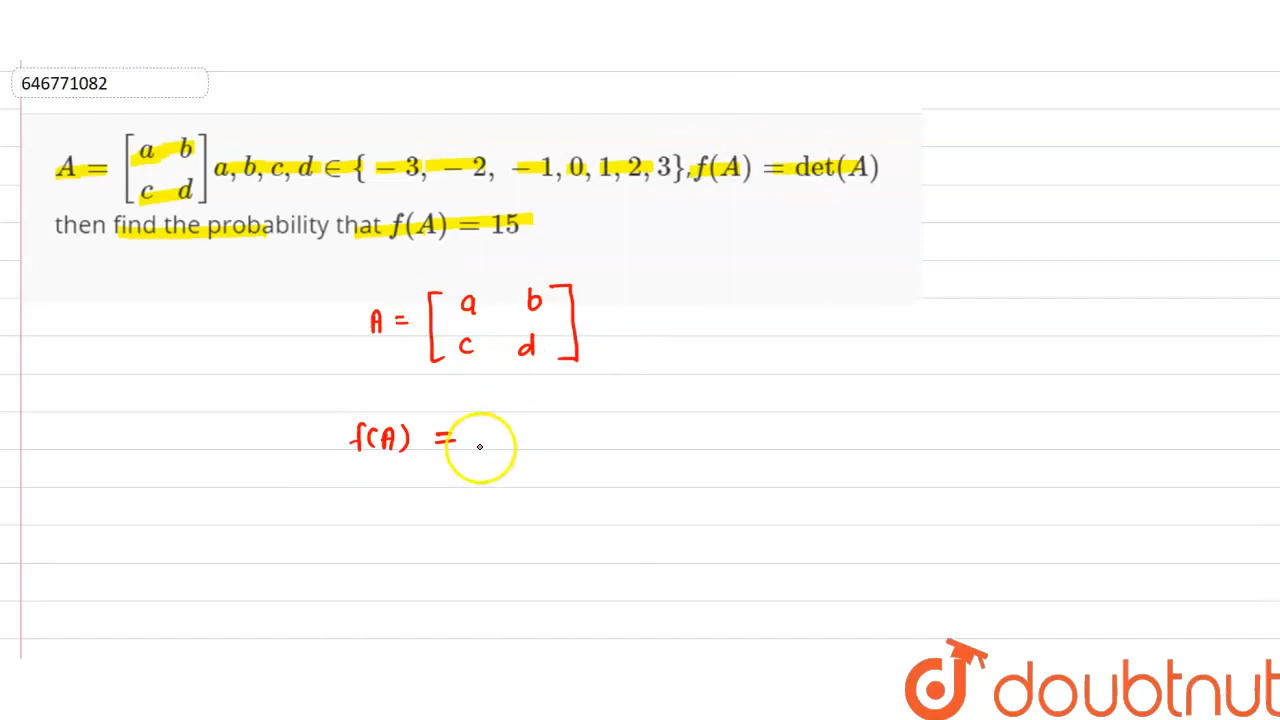 646771082
A = [ a b ; c d ] a, b, c, d ∈ { − 3, − 2, − 1, 0, 1, 2, 3}, f(A) = det(A)
then find the probability that f(A) = 15
A = [ a b
c d ]
f(A) =
doubtnut